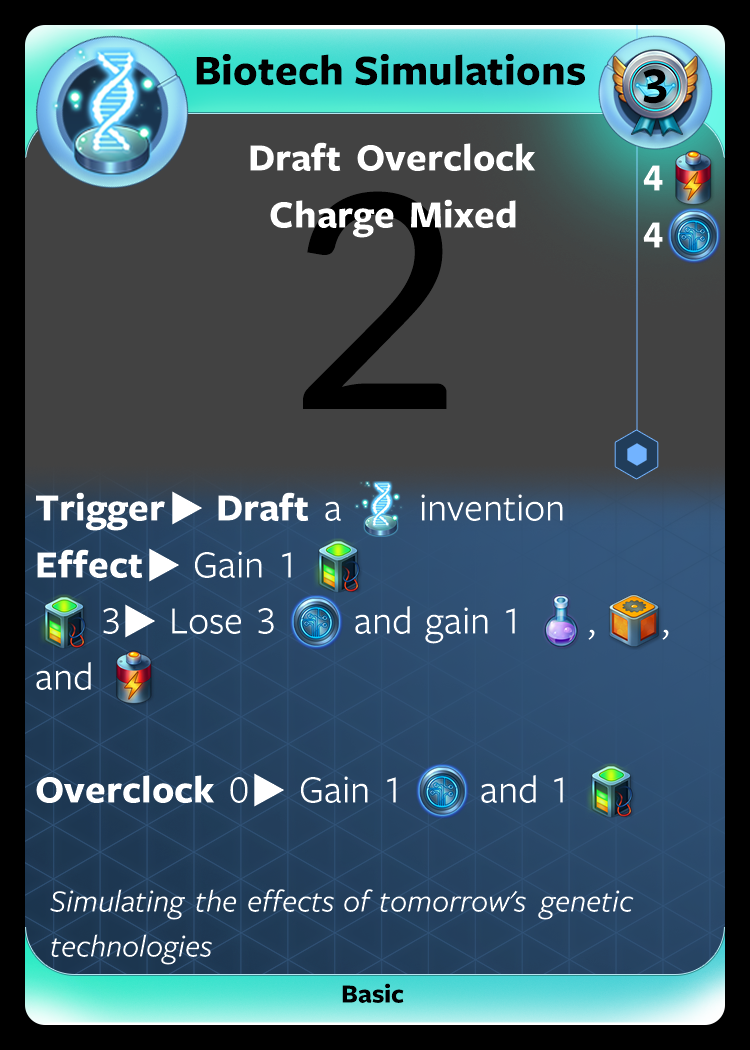 Biotech Simulations
3
Draft Overclock
4
Charge Mixed
4
2
Trigger▶ Draft a invention
Effect▶ Gain 1
3▶ Lose 3 and gain 1 , ,
and
Overclock 0▶ Gain 1 and 1
Simulating the effects of tomorrow's genetic
technologies
Basic